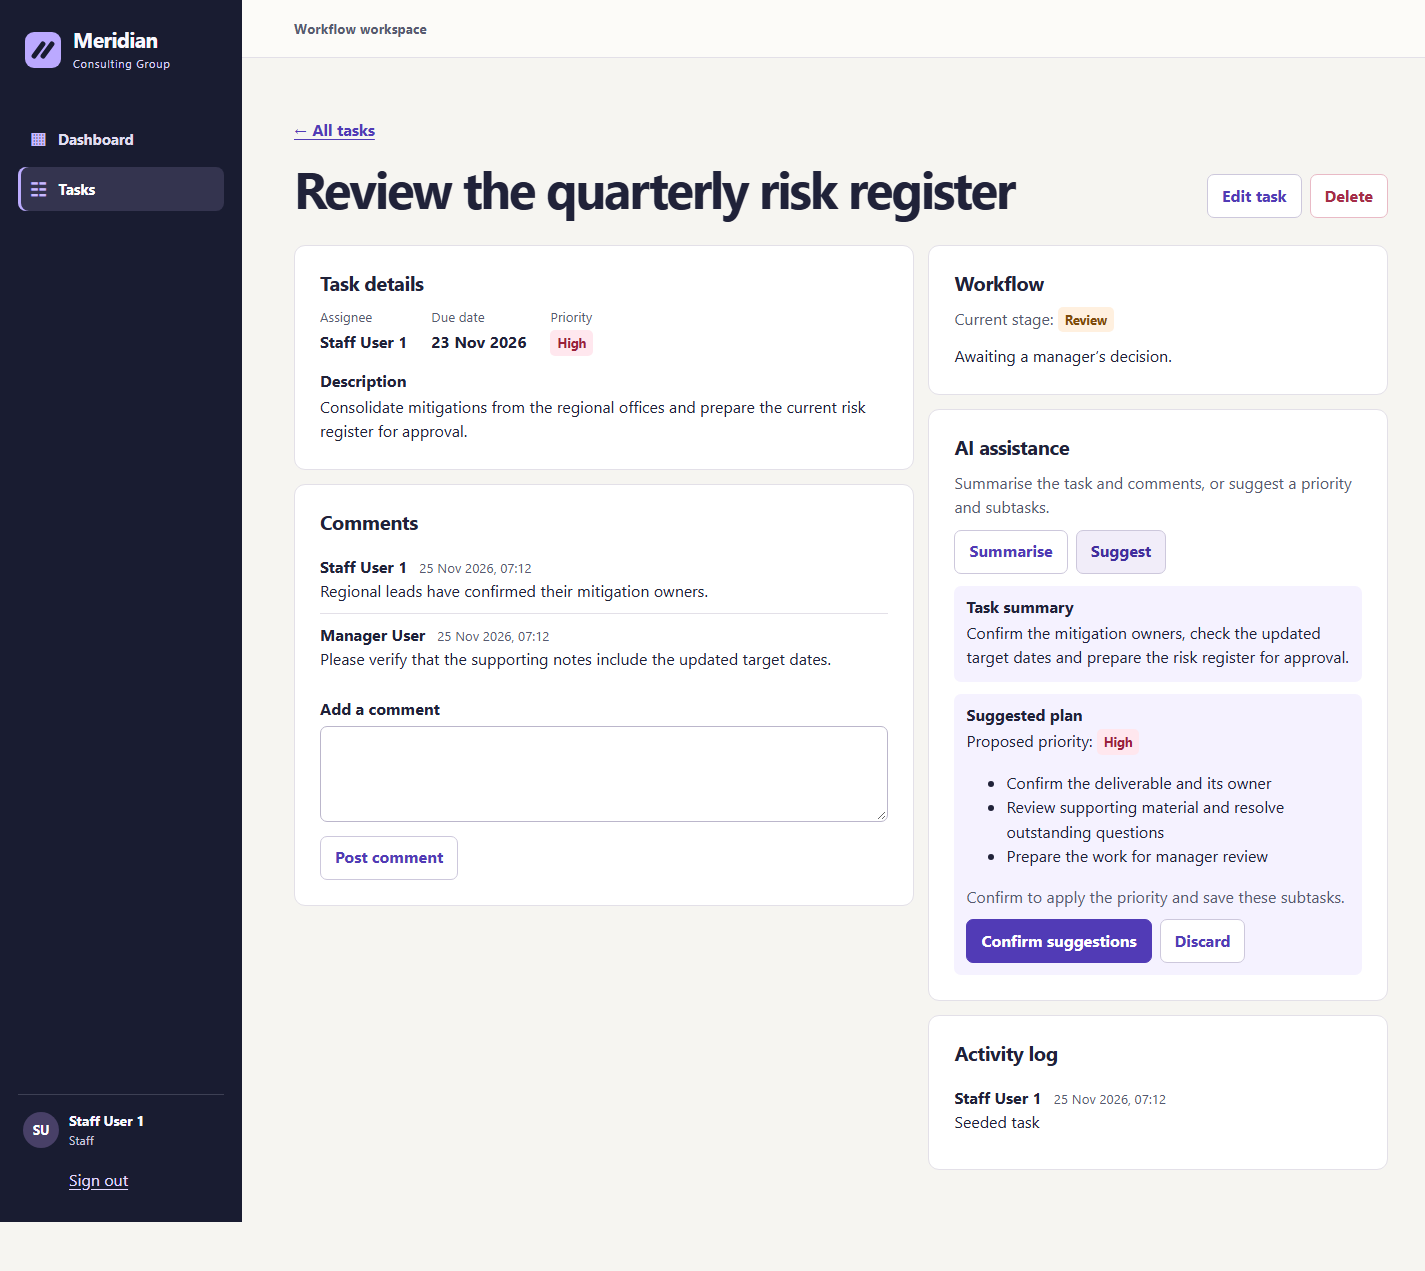 Meridian
Consulting Group
Dashboard
Tasks
Staff User 1
SU
Staff
Sign out
Workflow workspace
← All tasks
Review the quarterly risk register
Edit task
Delete
Task details
Assignee
Due date
Priority
Staff User 1
23 Nov 2026
High
Description
Consolidate mitigations from the regional offices and prepare the current risk
register for approval.
Comments
Staff User 1 25 Nov 2026, 07:12
Regional leads have confirmed their mitigation owners.
Manager User 25 Nov 2026, 07:12
Please verify that the supporting notes include the updated target dates.
Add a comment
Post comment
Workflow
Current stage: Review
Awaiting a manager's decision.
AI assistance
Summarise the task and comments, or suggest a priority
and subtasks.
Summarise
Suggest
Task summary
Confirm the mitigation owners, check the updated
target dates and prepare the risk register for approval.
Suggested plan
Proposed priority: High
• Confirm the deliverable and its owner
• Review supporting material and resolve
outstanding questions
• Prepare the work for manager review
Confirm to apply the priority and save these subtasks.
Confirm suggestions
Discard
Activity log
Staff User 1 25 Nov 2026, 07:12
Seeded task